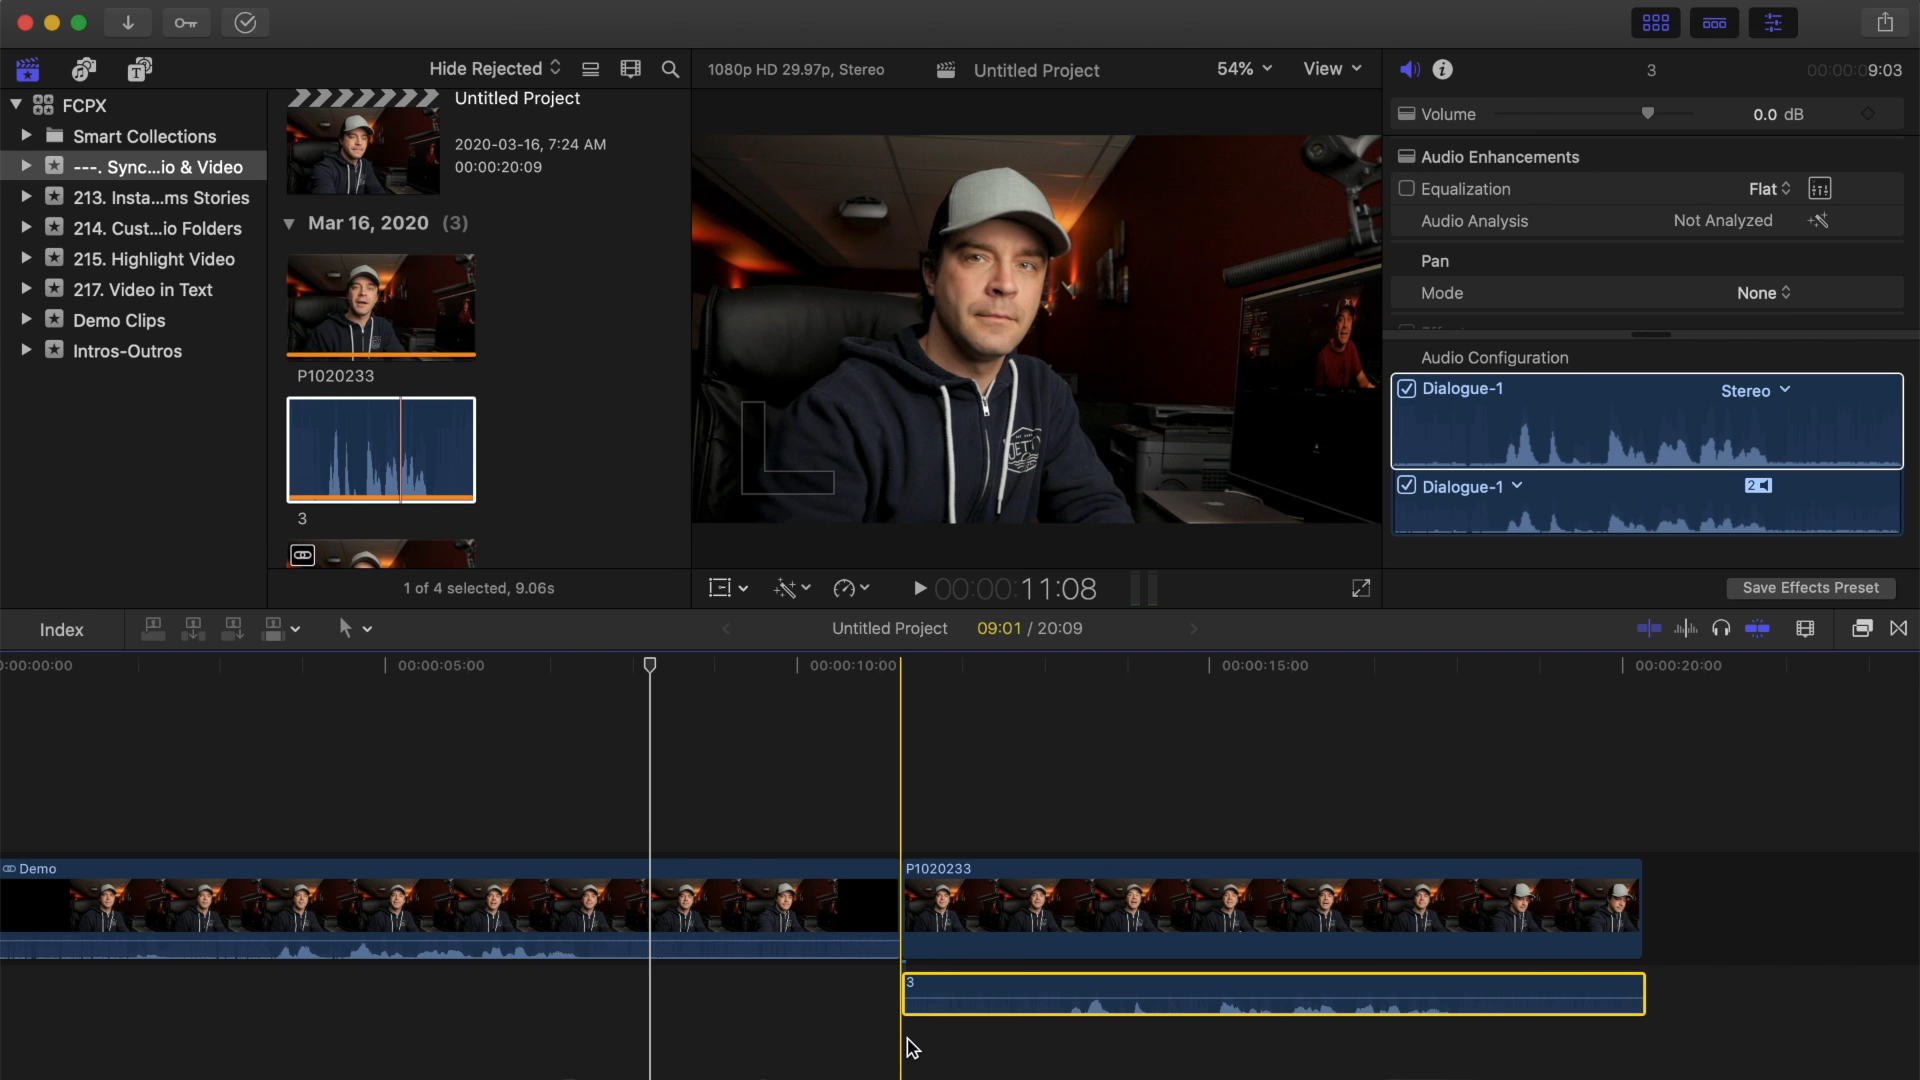 Hide Rejected
1080p HD 29.97p, Stereo
Untitled Project
54%
View
3
00:00:09:03
FCPX
Smart Collections
---. Sync...io & Video
213. Insta...ms Stories
214. Cust...io Folders
215. Highlight Video
217. Video in Text
Demo Clips
Intros-Outros
Untitled Project
2020-03-16, 7:24 AM
00:00:20:09
Mar 16, 2020 (3)
P1020233
3
1 of 4 selected, 9.06s
00:00:11:08
Volume
0.0 dB
Audio Enhancements
Equalization
Flat
Audio Analysis
Not Analyzed
Pan
Mode
None
Audio Configuration
Dialogue-1
Stereo
Dialogue-1
2
Save Effects Preset
Index
Untitled Project
09:01 / 20:09
0:00:00:00
00:00:05:00
00:00:10:00
00:00:15:00
00:00:20:00
Demo
P1020233
3